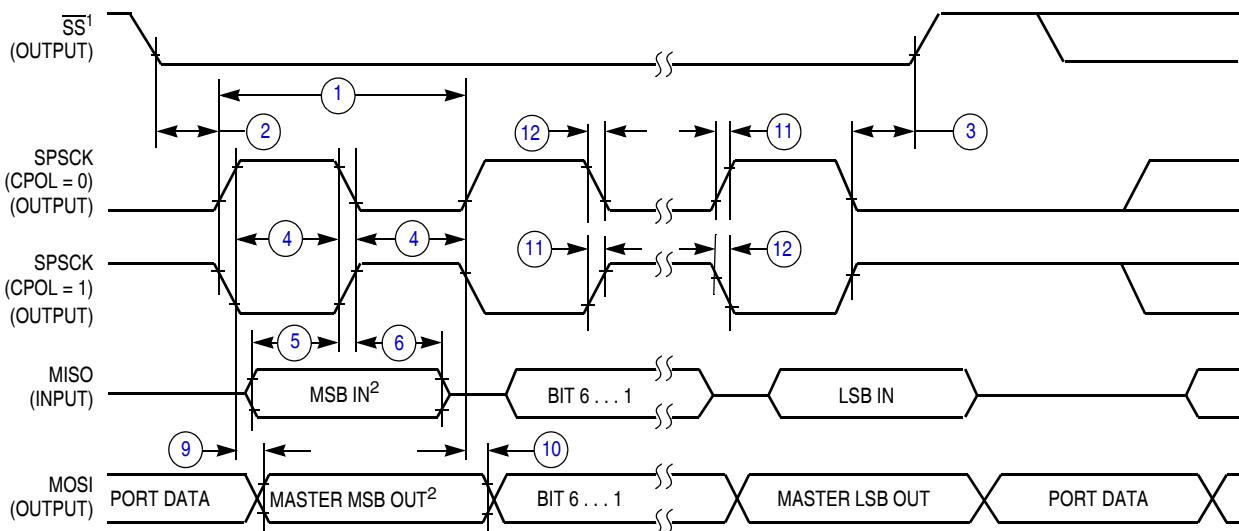 SS¹
(OUTPUT)
1
2
12
11
3
SPSCK
(CPOL = 0)
(OUTPUT)
4
4
SPSCK
(CPOL = 1)
(OUTPUT)
11
12
5
6
MISO
(INPUT)
MSB IN²
BIT 6 . . . 1
LSB IN
9
10
MOSI
(OUTPUT)
PORT DATA
MASTER MSB OUT²
BIT 6 . . . 1
MASTER LSB OUT
PORT DATA